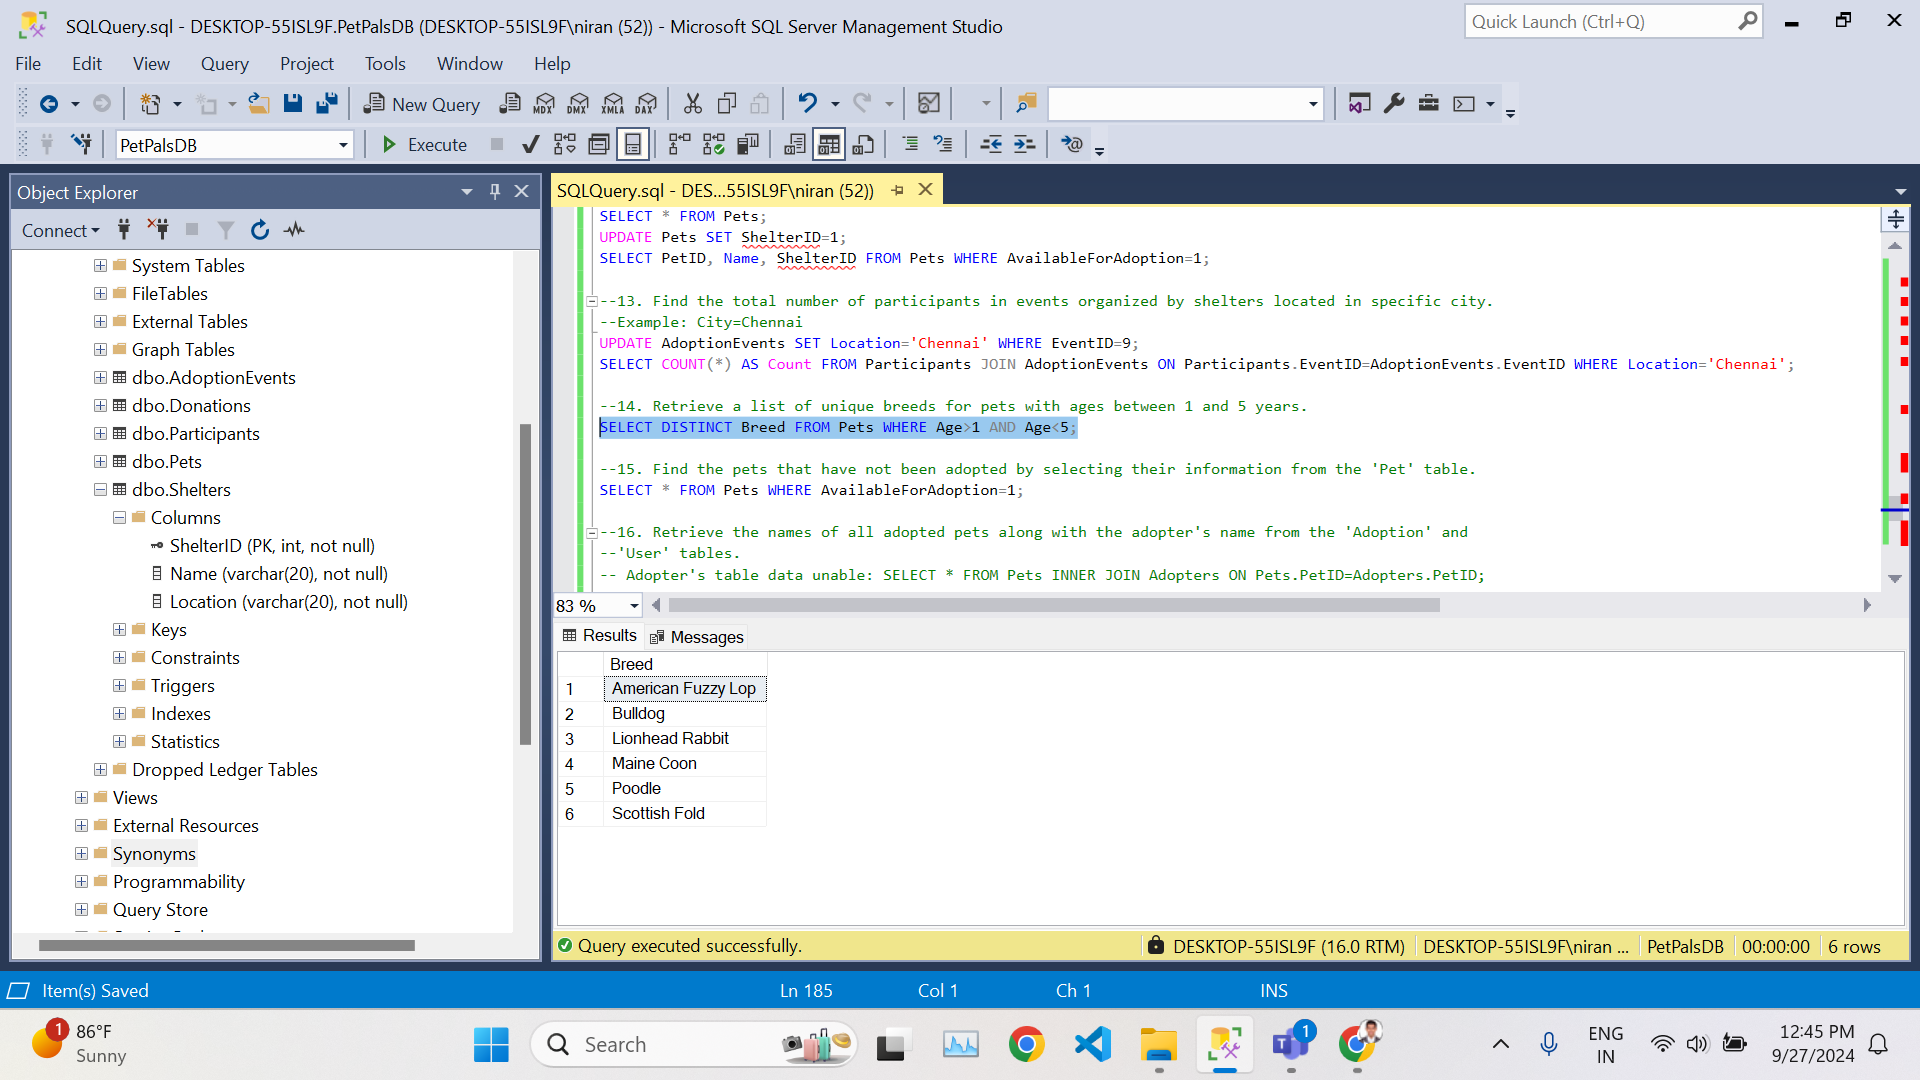 SQLQuery.sql - DESKTOP-55ISL9F.PetPalsDB (DESKTOP-55ISL9F\niran (52)) - Microsoft SQL Server Management Studio
Quick Launch (Ctrl+Q)
File Edit View Query Project Tools Window Help
New Query MDX DMX XMLA DAX
PetPalsDB Execute
Object Explorer
Connect
System Tables
FileTables
External Tables
Graph Tables
dbo.AdoptionEvents
dbo.Donations
dbo.Participants
dbo.Pets
dbo.Shelters
Columns
ShelterID (PK, int, not null)
Name (varchar(20), not null)
Location (varchar(20), not null)
Keys
Constraints
Triggers
Indexes
Statistics
Dropped Ledger Tables
Views
External Resources
Synonyms
Programmability
Query Store
SQLQuery.sql - DES...55ISL9F\niran (52))
SELECT * FROM Pets;
UPDATE Pets SET ShelterID=1;
SELECT PetID, Name, ShelterID FROM Pets WHERE AvailableForAdoption=1;
--13. Find the total number of participants in events organized by shelters located in specific city.
--Example: City=Chennai
UPDATE AdoptionEvents SET Location='Chennai' WHERE EventID=9;
SELECT COUNT(*) AS Count FROM Participants JOIN AdoptionEvents ON Participants.EventID=AdoptionEvents.EventID WHERE Location='Chennai';
--14. Retrieve a list of unique breeds for pets with ages between 1 and 5 years.
SELECT DISTINCT Breed FROM Pets WHERE Age>1 AND Age<5;
--15. Find the pets that have not been adopted by selecting their information from the 'Pet' table.
SELECT * FROM Pets WHERE AvailableForAdoption=1;
--16. Retrieve the names of all adopted pets along with the adopter's name from the 'Adoption' and
--'User' tables.
-- Adopter's table data unable: SELECT * FROM Pets INNER JOIN Adopters ON Pets.PetID=Adopters.PetID;
83 %
Results Messages
Breed
1 American Fuzzy Lop
2 Bulldog
3 Lionhead Rabbit
4 Maine Coon
5 Poodle
6 Scottish Fold
Query executed successfully. DESKTOP-55ISL9F (16.0 RTM) DESKTOP-55ISL9F\niran ... PetPalsDB 00:00:00 6 rows
Item(s) Saved Ln 185 Col 1 Ch 1 INS
1 86°F
Sunny
Search
1
ENG
IN
12:45 PM
9/27/2024